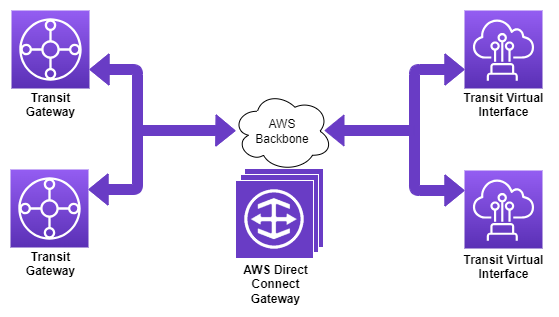 Transit
Gateway
Transit Virtual
Interface
AWS
Backbone
Transit
Gateway
Transit Virtual
Interface
AWS Direct
Connect
Gateway